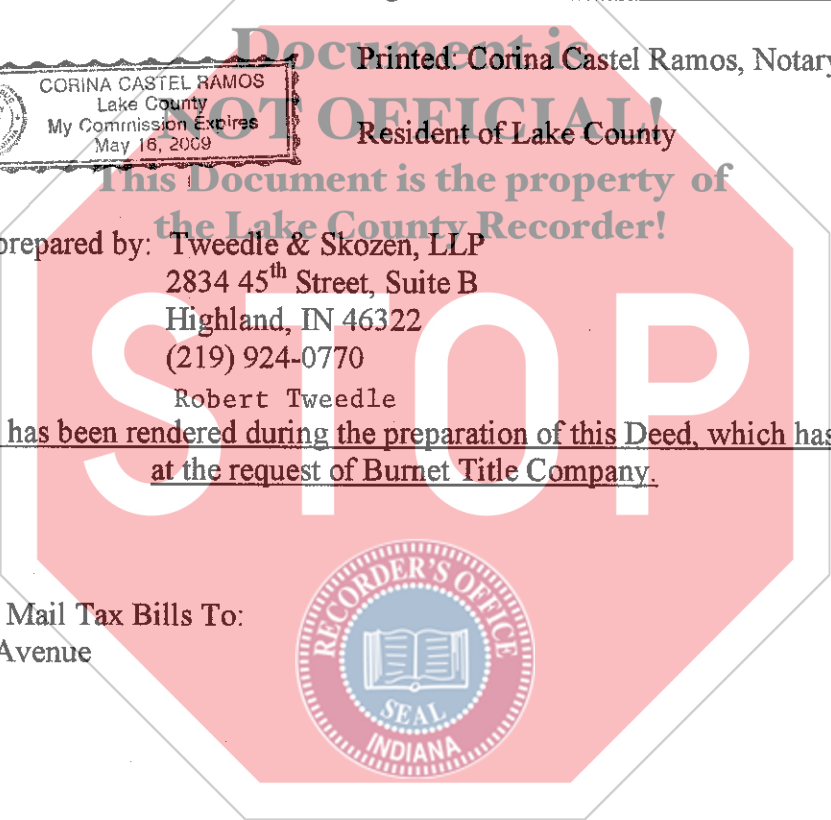 Document is
Printed: Corina Castel Ramos, Notary
CORINA CASTEL RAMOS
Lake County
My Commission Expires
May 16, 2009
NOT OFFICIAL!
Resident of Lake County
This Document is the property of
the Lake County Recorder!
prepared by: Tweedle & Skozen, LLP
2834 45th Street, Suite B
Highland, IN 46322
(219) 924-0770
Robert Tweedle
has been rendered during the preparation of this Deed, which has
at the request of Burnet Title Company.
STOP
Mail Tax Bills To:
Avenue
RECORDER'S OFFICE
SEAL
INDIANA